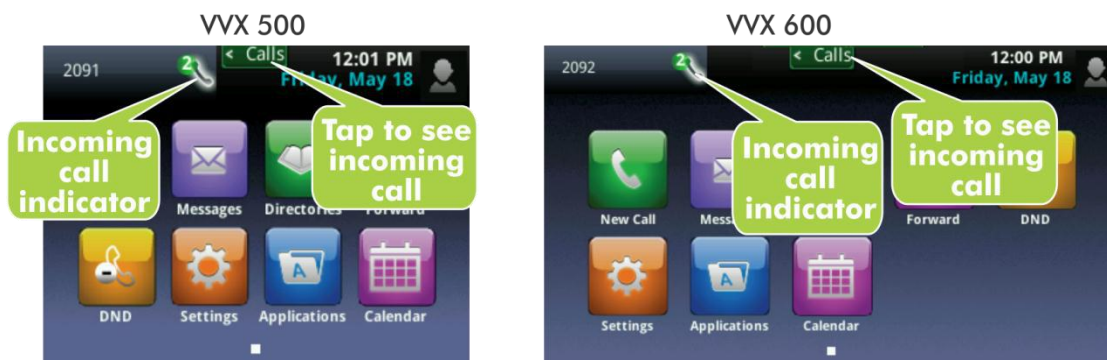 VVX 500
2091
2
< Calls
12:01 PM
Friday, May 18
Incoming
call
indicator
Tap to see
incoming
call
Messages
Directories
Forward
DND
Settings
Applications
Calendar
VVX 600
2092
2
< Calls
12:00 PM
Friday, May 18
Incoming
call
indicator
Tap to see
incoming
call
New Call
Mess
Forward
DND
Settings
Applications
Calendar